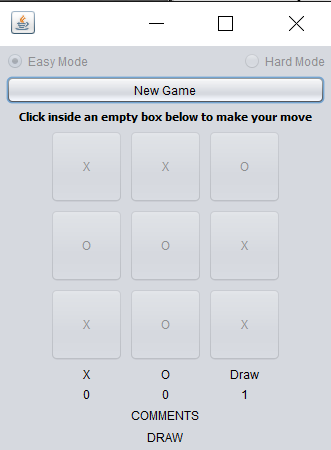 Easy Mode Hard Mode
New Game
Click inside an empty box below to make your move
X X O
O O X
X O X
X O Draw
0 0 1
COMMENTS
DRAW